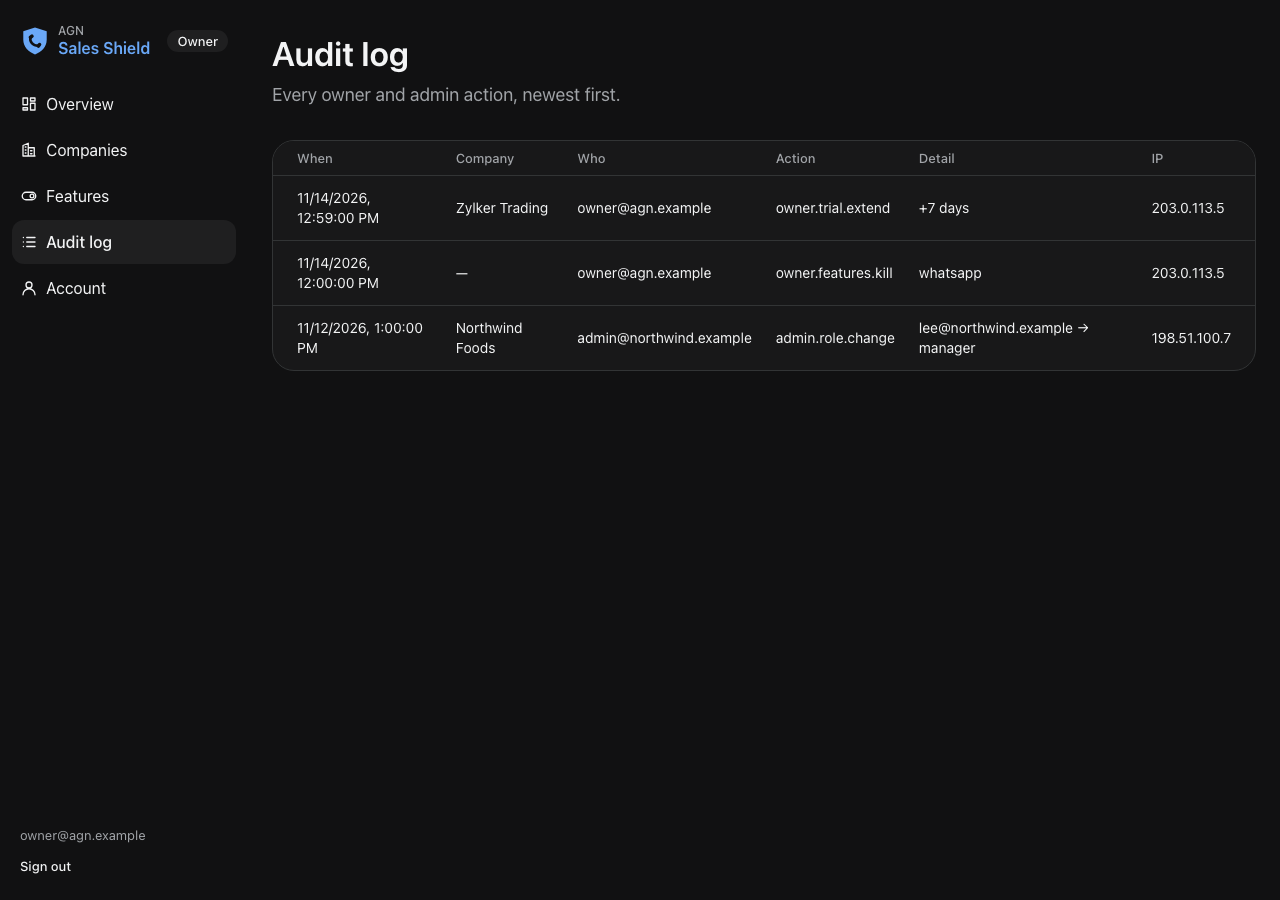 AGN
Sales Shield
Owner
Overview
Companies
Features
Audit log
Account
owner@agn.example
Sign out
Audit log
Every owner and admin action, newest first.
When Company Who Action Detail IP
11/14/2026, 12:59:00 PM Zylker Trading owner@agn.example owner.trial.extend +7 days 203.0.113.5
11/14/2026, 12:00:00 PM — owner@agn.example owner.features.kill whatsapp 203.0.113.5
11/12/2026, 1:00:00 PM Northwind Foods admin@northwind.example admin.role.change lee@northwind.example → manager 198.51.100.7